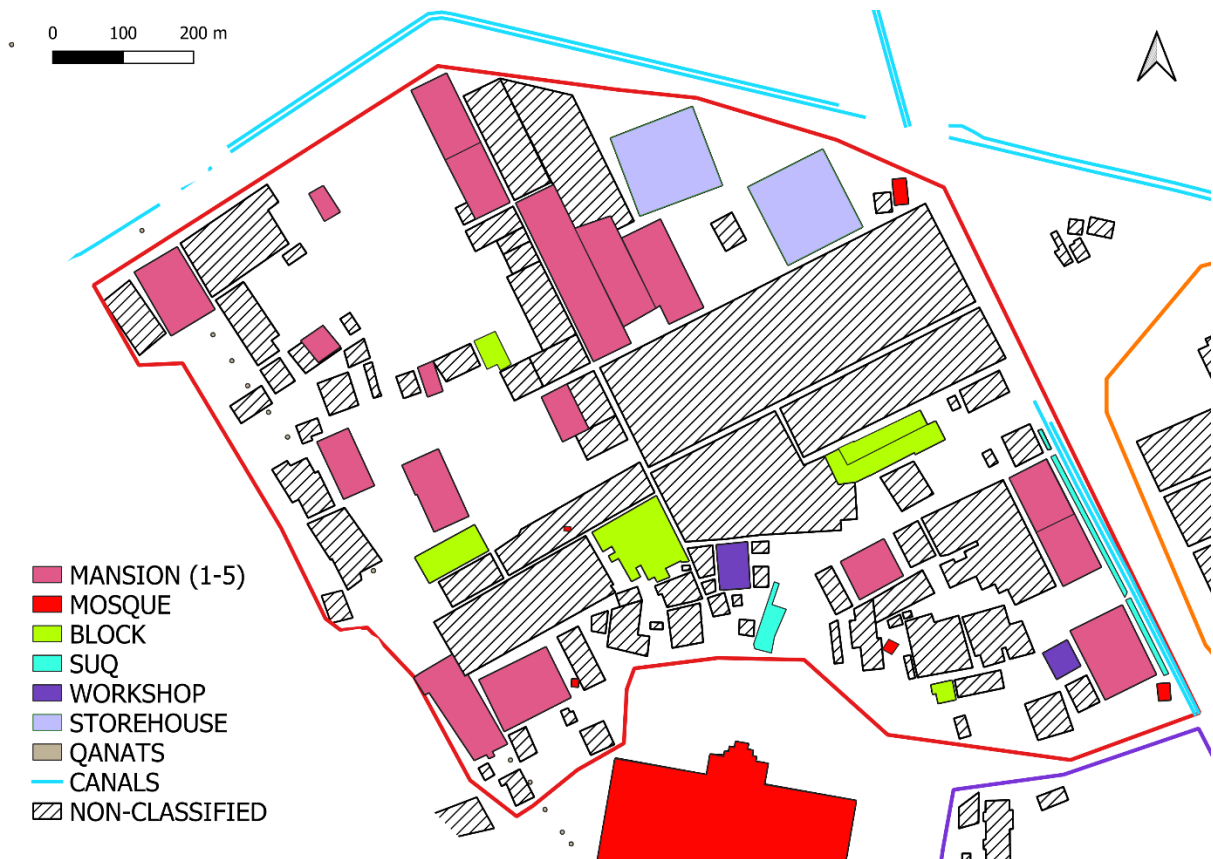 0 100 200 m
MANSION (1-5)
MOSQUE
BLOCK
SUQ
WORKSHOP
STOREHOUSE
QANATS
CANALS
NON-CLASSIFIED